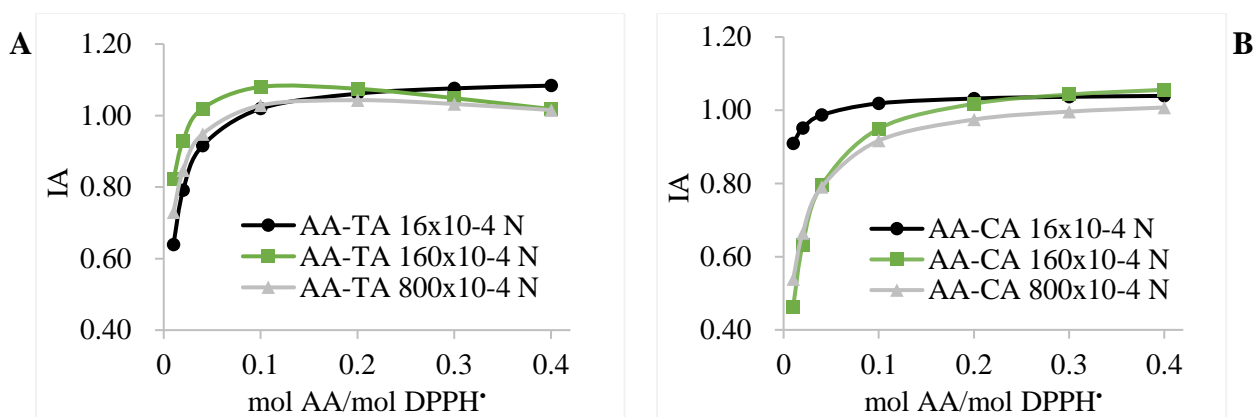 A
1.20
1.00
0.80
0.60
0.40
IA
AA-TA 16x10-4 N
AA-TA 160x10-4 N
AA-TA 800x10-4 N
0 0.1 0.2 0.3 0.4
mol AA/mol DPPH•
B
1.20
1.00
0.80
0.60
0.40
IA
AA-CA 16x10-4 N
AA-CA 160x10-4 N
AA-CA 800x10-4 N
0 0.1 0.2 0.3 0.4
mol AA/mol DPPH•